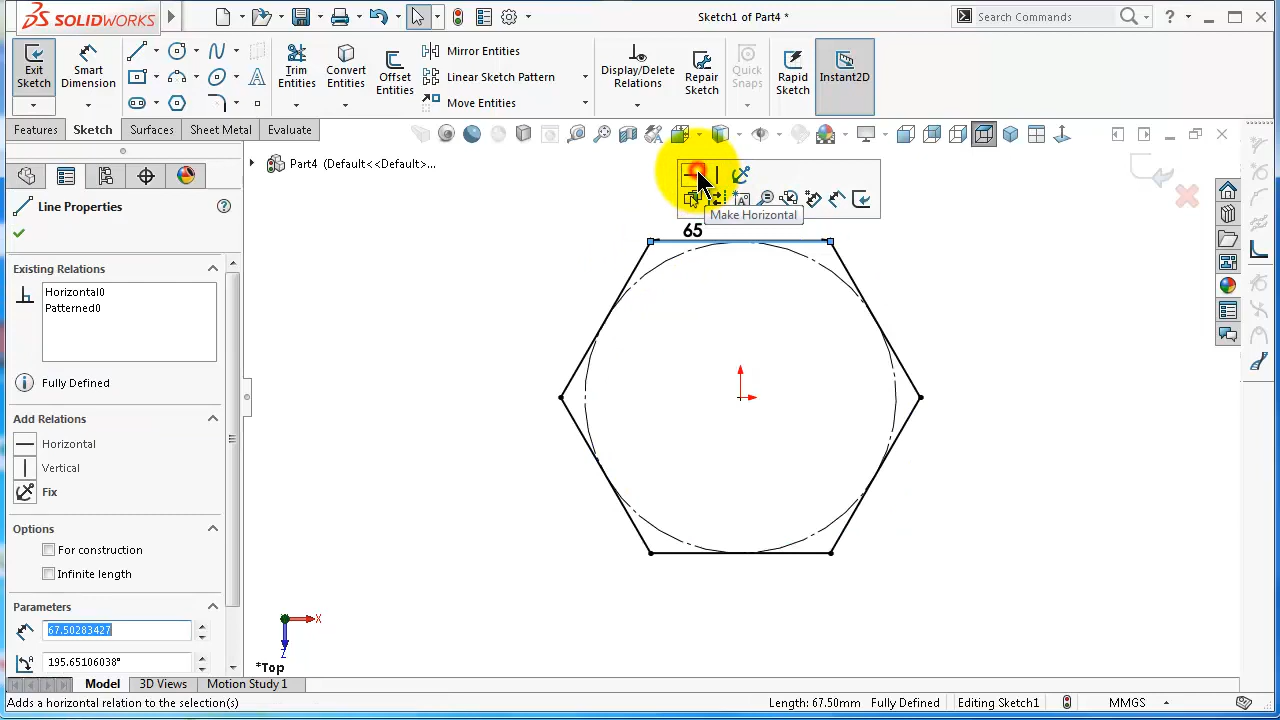 SOLIDWORKS
Sketch1 of Part4 *
Search Commands
Exit Sketch
Smart Dimension
Trim Entities
Convert Entities
Offset Entities
Mirror Entities
Linear Sketch Pattern
Move Entities
Display/Delete Relations
Repair Sketch
Quick Snaps
Rapid Sketch
Instant2D
Features
Sketch
Surfaces
Sheet Metal
Evaluate
Part4 (Default<<Default>...
Line Properties
Existing Relations
Horizontal0
Patterned0
Fully Defined
Add Relations
Horizontal
Vertical
Fix
Options
For construction
Infinite length
Parameters
67.50283427
195.65106038°
Make Horizontal
65
X
Z
*Top
Model
3D Views
Motion Study 1
Adds a horizontal relation to the selection(s)
Length: 67.50mm
Fully Defined
Editing Sketch1
MMGS